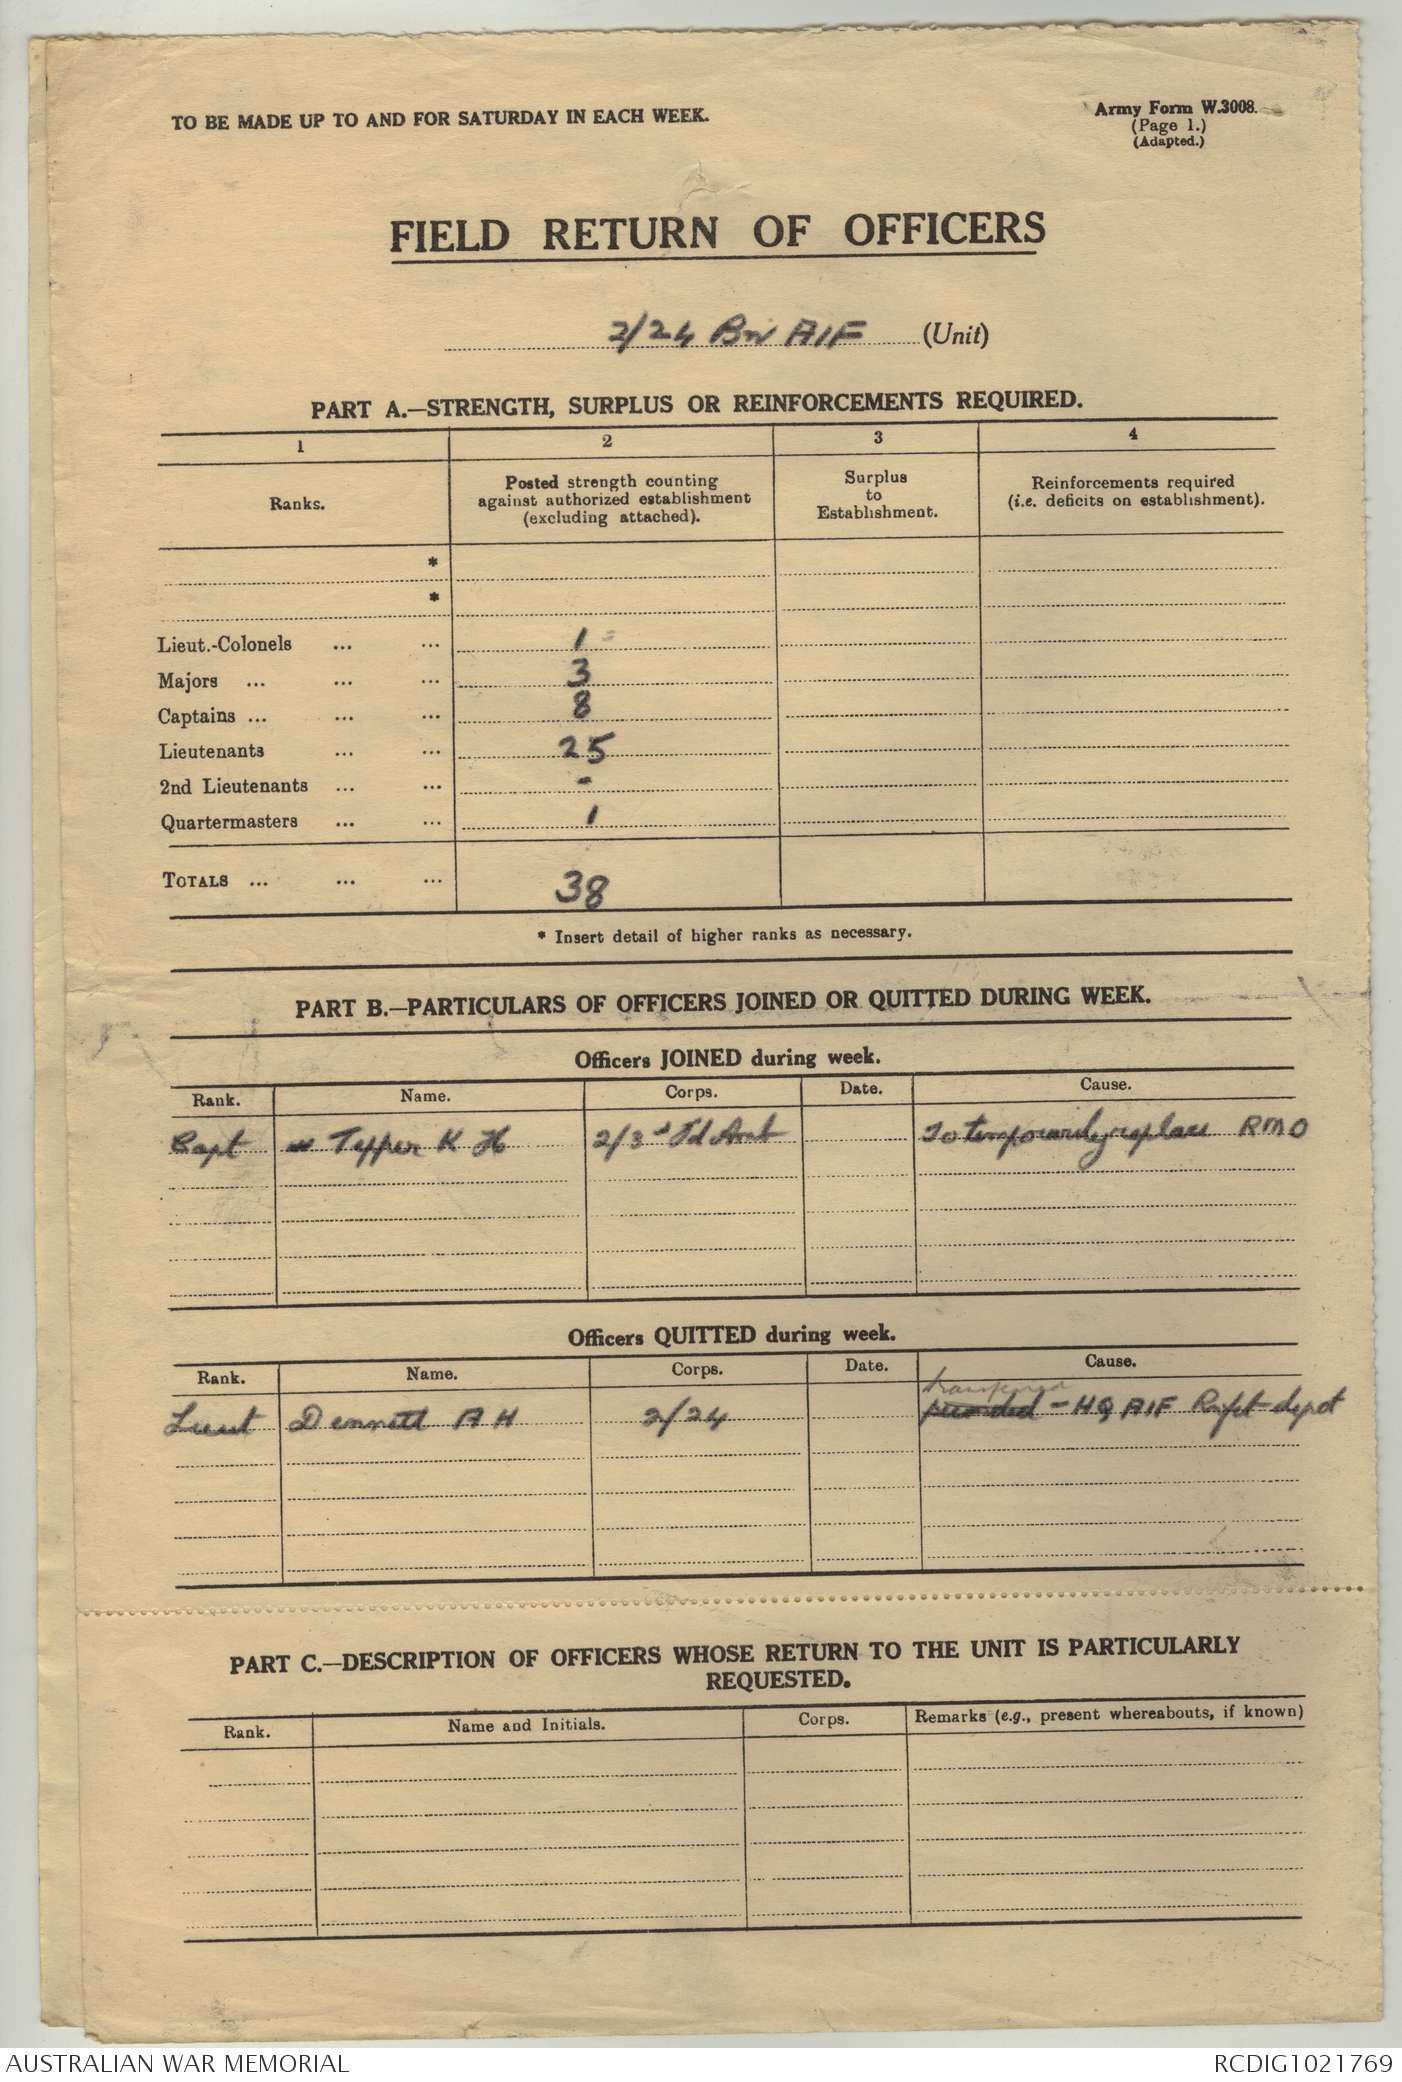 TO BE MADE UP TO AND FOR SATURDAY IN EACH WEEK.
Army Form W.3008.
(Page 1.)
(Adapted.)
FIELD RETURN OF OFFICERS
2/24 Bn AIF (Unit)
PART A.—STRENGTH, SURPLUS OR REINFORCEMENTS REQUIRED.
1 2 3 4
Ranks. Posted strength counting against authorized establishment (excluding attached). Surplus to Establishment. Reinforcements required (i.e. deficits on establishment).
*
*
Lieut.-Colonels ... ... 1
Majors ... ... ... 3
Captains ... ... ... 8
Lieutenants ... ... 25
2nd Lieutenants ... ... -
Quartermasters ... ... 1
TOTALS ... ... ... 38
* Insert detail of higher ranks as necessary.
PART B.—PARTICULARS OF OFFICERS JOINED OR QUITTED DURING WEEK.
Officers JOINED during week.
Rank. Name. Corps. Date. Cause.
Capt Tepper K H 2/3rd Fd Amb To temporarily replace RMO
Officers QUITTED during week.
Rank. Name. Corps. Date. Cause.
transferred
Lieut Dennett A H 2/24 seconded - HQ AIF Reinft depot
PART C.—DESCRIPTION OF OFFICERS WHOSE RETURN TO THE UNIT IS PARTICULARLY
REQUESTED.
Rank. Name and Initials. Corps. Remarks (e.g., present whereabouts, if known)
AUSTRALIAN WAR MEMORIAL
RCDIG1021769